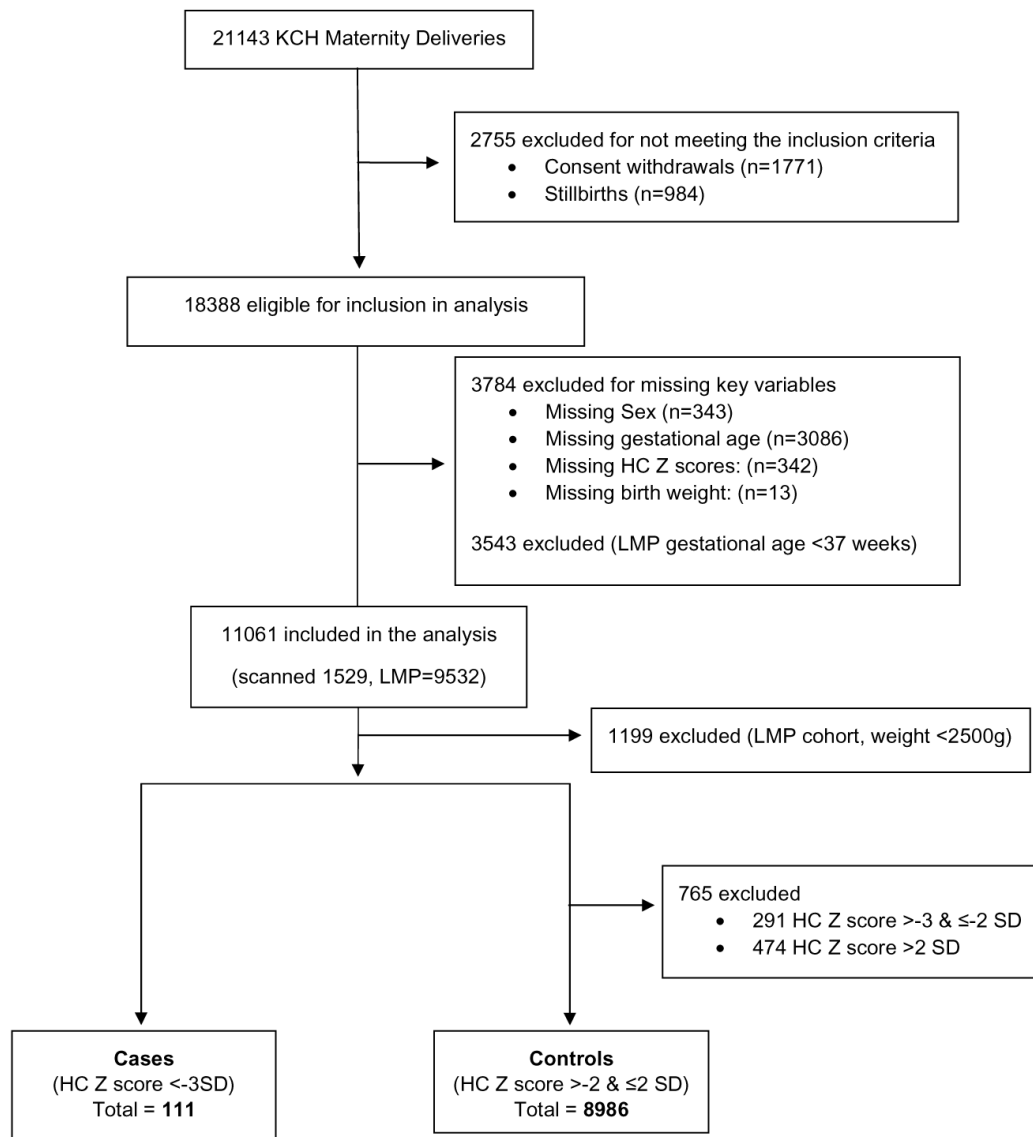 21143 KCH Maternity Deliveries
2755 excluded for not meeting the inclusion criteria
• Consent withdrawals (n=1771)
• Stillbirths (n=984)
18388 eligible for inclusion in analysis
3784 excluded for missing key variables
• Missing Sex (n=343)
• Missing gestational age (n=3086)
• Missing HC Z scores: (n=342)
• Missing birth weight: (n=13)
3543 excluded (LMP gestational age <37 weeks)
11061 included in the analysis
(scanned 1529, LMP=9532)
1199 excluded (LMP cohort, weight <2500g)
765 excluded
• 291 HC Z score >-3 & ≤-2 SD
• 474 HC Z score >2 SD
Cases
(HC Z score <-3SD)
Total = 111
Controls
(HC Z score >-2 & ≤2 SD)
Total = 8986